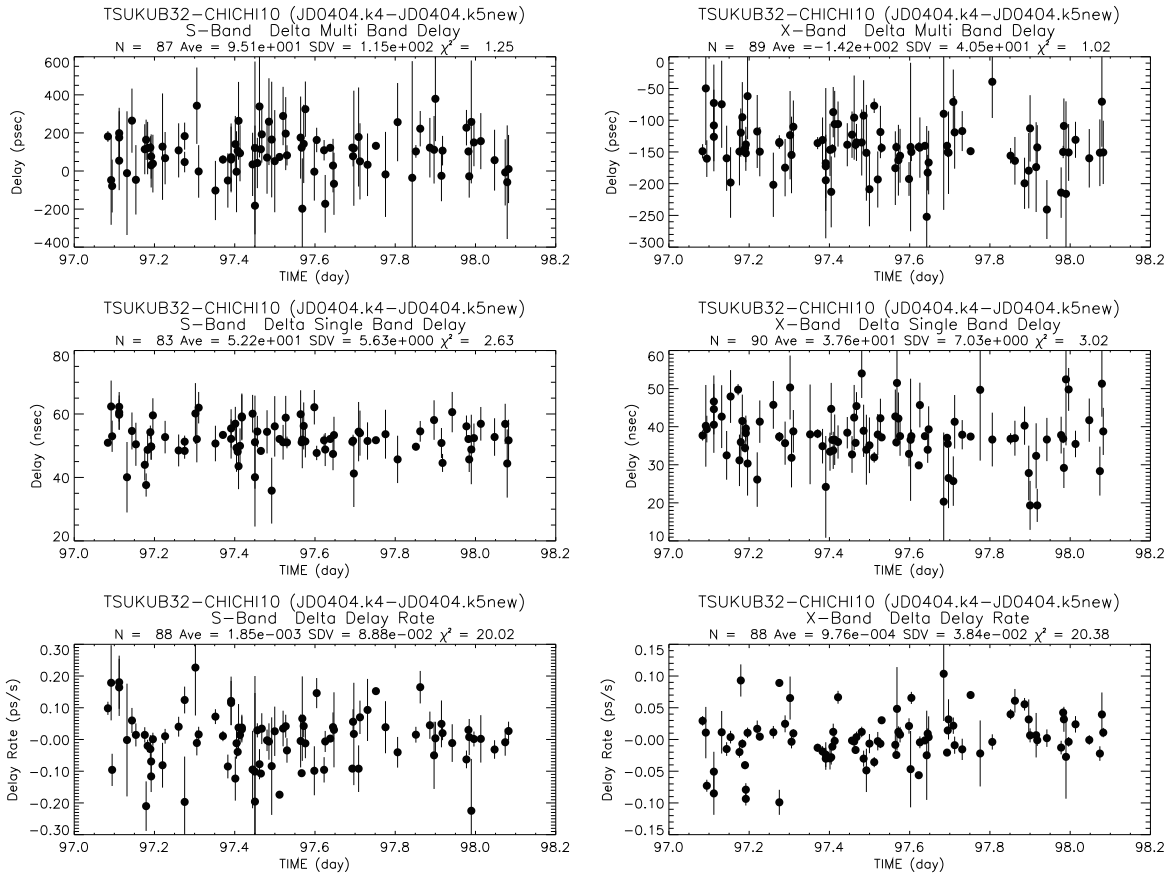 TSUKUB32-CHICHI10 (JD0404.k4-JD0404.k5new)
S-Band Delta Multi Band Delay
N = 87 Ave = 9.51e+001 SDV = 1.15e+002 χ² = 1.25
600
400
200
0
-200
-400
Delay (psec)
97.0 97.2 97.4 97.6 97.8 98.0 98.2
TIME (day)
TSUKUB32-CHICHI10 (JD0404.k4-JD0404.k5new)
X-Band Delta Multi Band Delay
N = 89 Ave =-1.42e+002 SDV = 4.05e+001 χ² = 1.02
0
-50
-100
-150
-200
-250
-300
Delay (psec)
97.0 97.2 97.4 97.6 97.8 98.0 98.2
TIME (day)
TSUKUB32-CHICHI10 (JD0404.k4-JD0404.k5new)
S-Band Delta Single Band Delay
N = 83 Ave = 5.22e+001 SDV = 5.63e+000 χ² = 2.63
80
60
40
20
Delay (nsec)
97.0 97.2 97.4 97.6 97.8 98.0 98.2
TIME (day)
TSUKUB32-CHICHI10 (JD0404.k4-JD0404.k5new)
X-Band Delta Single Band Delay
N = 90 Ave = 3.76e+001 SDV = 7.03e+000 χ² = 3.02
60
50
40
30
20
10
Delay (nsec)
97.0 97.2 97.4 97.6 97.8 98.0 98.2
TIME (day)
TSUKUB32-CHICHI10 (JD0404.k4-JD0404.k5new)
S-Band Delta Delay Rate
N = 88 Ave = 1.85e-003 SDV = 8.88e-002 χ² = 20.02
0.30
0.20
0.10
-0.00
-0.10
-0.20
-0.30
Delay Rate (ps/s)
97.0 97.2 97.4 97.6 97.8 98.0 98.2
TIME (day)
TSUKUB32-CHICHI10 (JD0404.k4-JD0404.k5new)
X-Band Delta Delay Rate
N = 88 Ave = 9.76e-004 SDV = 3.84e-002 χ² = 20.38
0.15
0.10
0.05
-0.00
-0.05
-0.10
-0.15
Delay Rate (ps/s)
97.0 97.2 97.4 97.6 97.8 98.0 98.2
TIME (day)